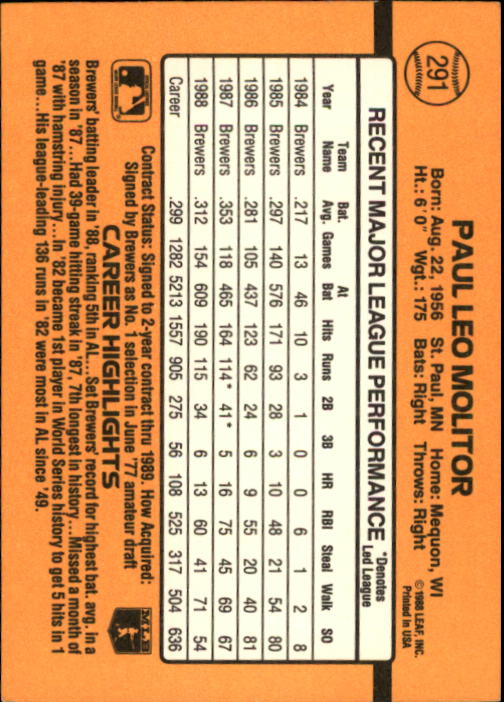 291
PAUL LEO MOLITOR
Born: Aug. 22, 1956 St. Paul, MN Home: Mequon, WI
Ht.: 6' 0" Wgt.: 175 Bats: Right Throws: Right
© 1988 LEAF, INC.
Printed in USA
RECENT MAJOR LEAGUE PERFORMANCE
*Denotes
Led League
Year Team Name Bat. Avg. Games At Bat Hits Runs 2B 3B HR RBI Steal Walk SO
1984 Brewers .217 13 46 10 3 1 0 0 6 1 2 8
1985 Brewers .297 140 576 171 93 28 3 10 48 21 54 80
1986 Brewers .281 105 437 123 62 24 6 9 55 20 40 81
1987 Brewers .353 118 465 164 114* 41* 5 16 75 45 69 67
1988 Brewers .312 154 609 190 115 34 6 13 60 41 71 54
Career .299 1282 5213 1557 905 275 56 108 525 317 504 636
Contract Status: Signed to 2-year contract thru 1989. How Acquired:
Signed by Brewers as No. 1 selection in June '77 amateur draft
CAREER HIGHLIGHTS
MLB
Brewers' batting leader in '88, ranking 5th in AL...Set Brewers' record for highest bat. avg. in a
season in '87...Had 39-game hitting streak in '87, 7th longest in history...Missed a month of
'87 with hamstring injury...In '82 became 1st player in World Series history to get 5 hits in 1
game...His league-leading 136 runs in '82 were most in AL since '49.